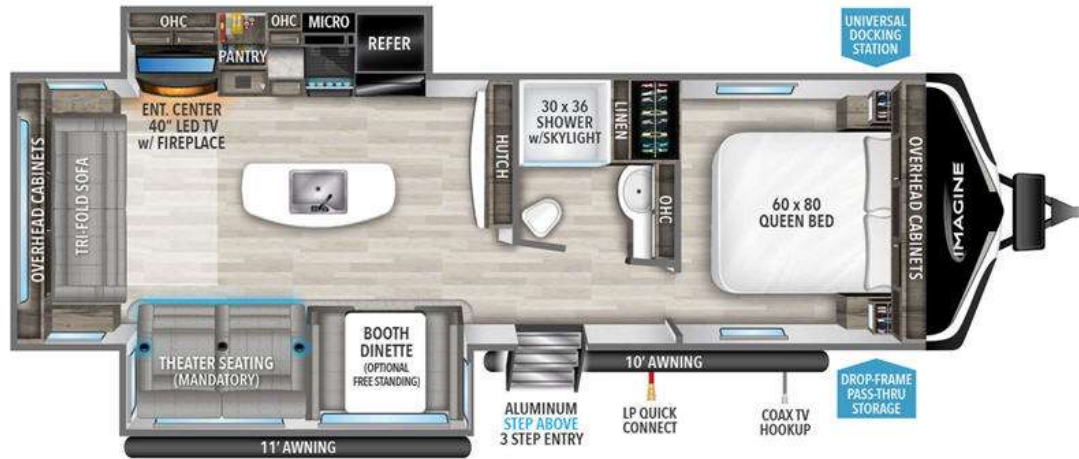 OHC
OHC
MICRO
PANTRY
REFER
ENT. CENTER
40" LED TV
w/ FIREPLACE
OVERHEAD CABINETS
TRI-FOLD SOFA
HUTCH
30 x 36
SHOWER
w/SKYLIGHT
LINEN
OHC
60 x 80
QUEEN BED
OVERHEAD CABINETS
IMAGINE
UNIVERSAL
DOCKING
STATION
THEATER SEATING
(MANDATORY)
BOOTH
DINETTE
(OPTIONAL
FREE STANDING)
11' AWNING
10' AWNING
ALUMINUM
STEP ABOVE
3 STEP ENTRY
LP QUICK
CONNECT
COAX TV
HOOKUP
DROP-FRAME
PASS-THRU
STORAGE